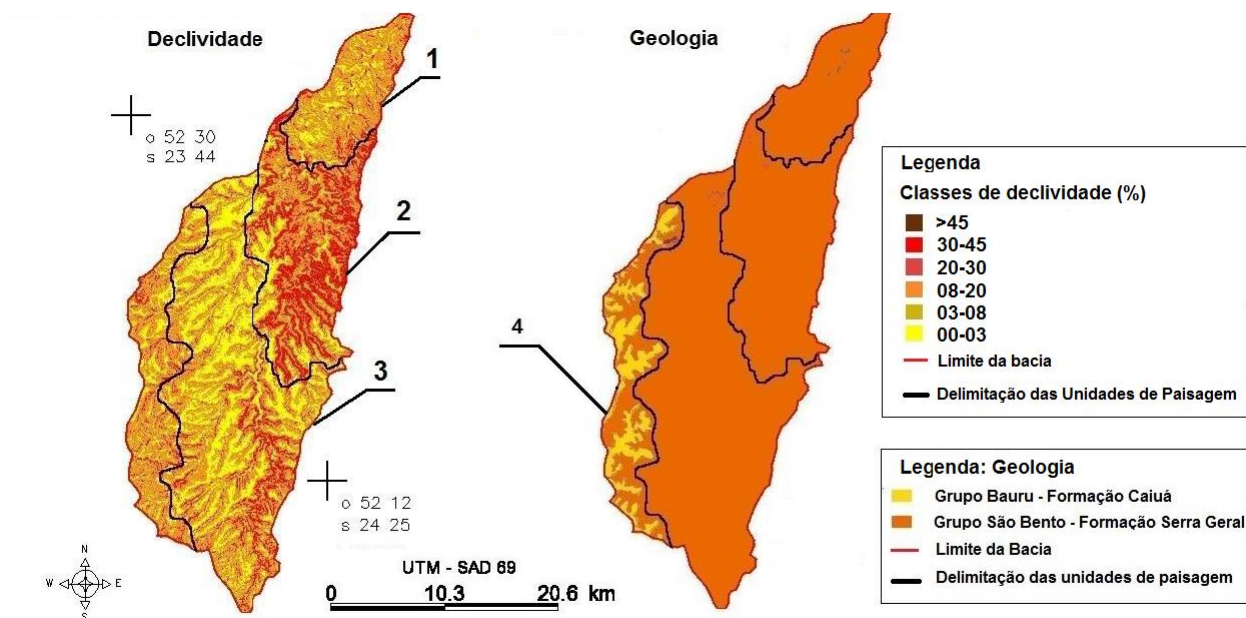 Declividade
1
o 52 30
s 23 44
2
3
o 52 12
s 24 25
N
W
E
S
UTM - SAD 69
0
10.3
20.6 km
Geologia
4
Legenda
Classes de declividade (%)
>45
30-45
20-30
08-20
03-08
00-03
Limite da bacia
Delimitação das Unidades de Paisagem
Legenda: Geologia
Grupo Bauru - Formação Caiuá
Grupo São Bento - Formação Serra Geral
Limite da Bacia
Delimitação das unidades de paisagem